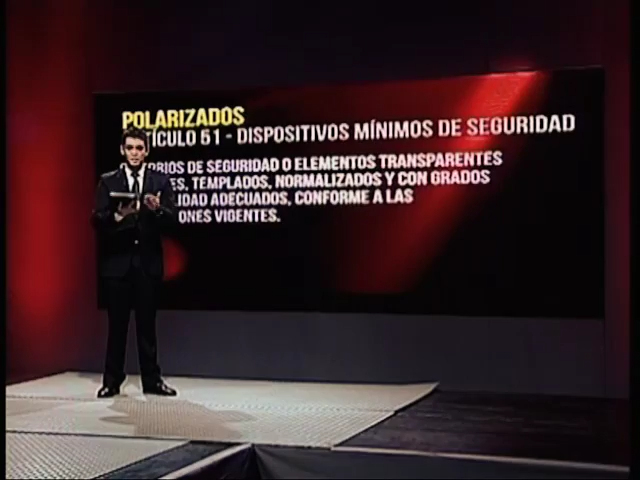 POLARIZADOS
TÍCULO 51 - DISPOSITIVOS MÍNIMOS DE SEGURIDAD
RIOS DE SEGURIDAD O ELEMENTOS TRANSPARENTES
ES, TEMPLADOS, NORMALIZADOS Y CON GRADOS
IDAD ADECUADOS, CONFORME A LAS
ONES VIGENTES.